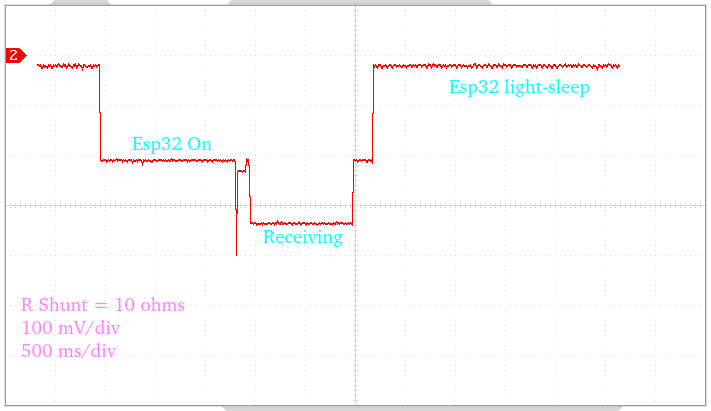 2
Esp32 light-sleep
Esp32 On
Receiving
R Shunt = 10 ohms
100 mV/div
500 ms/div